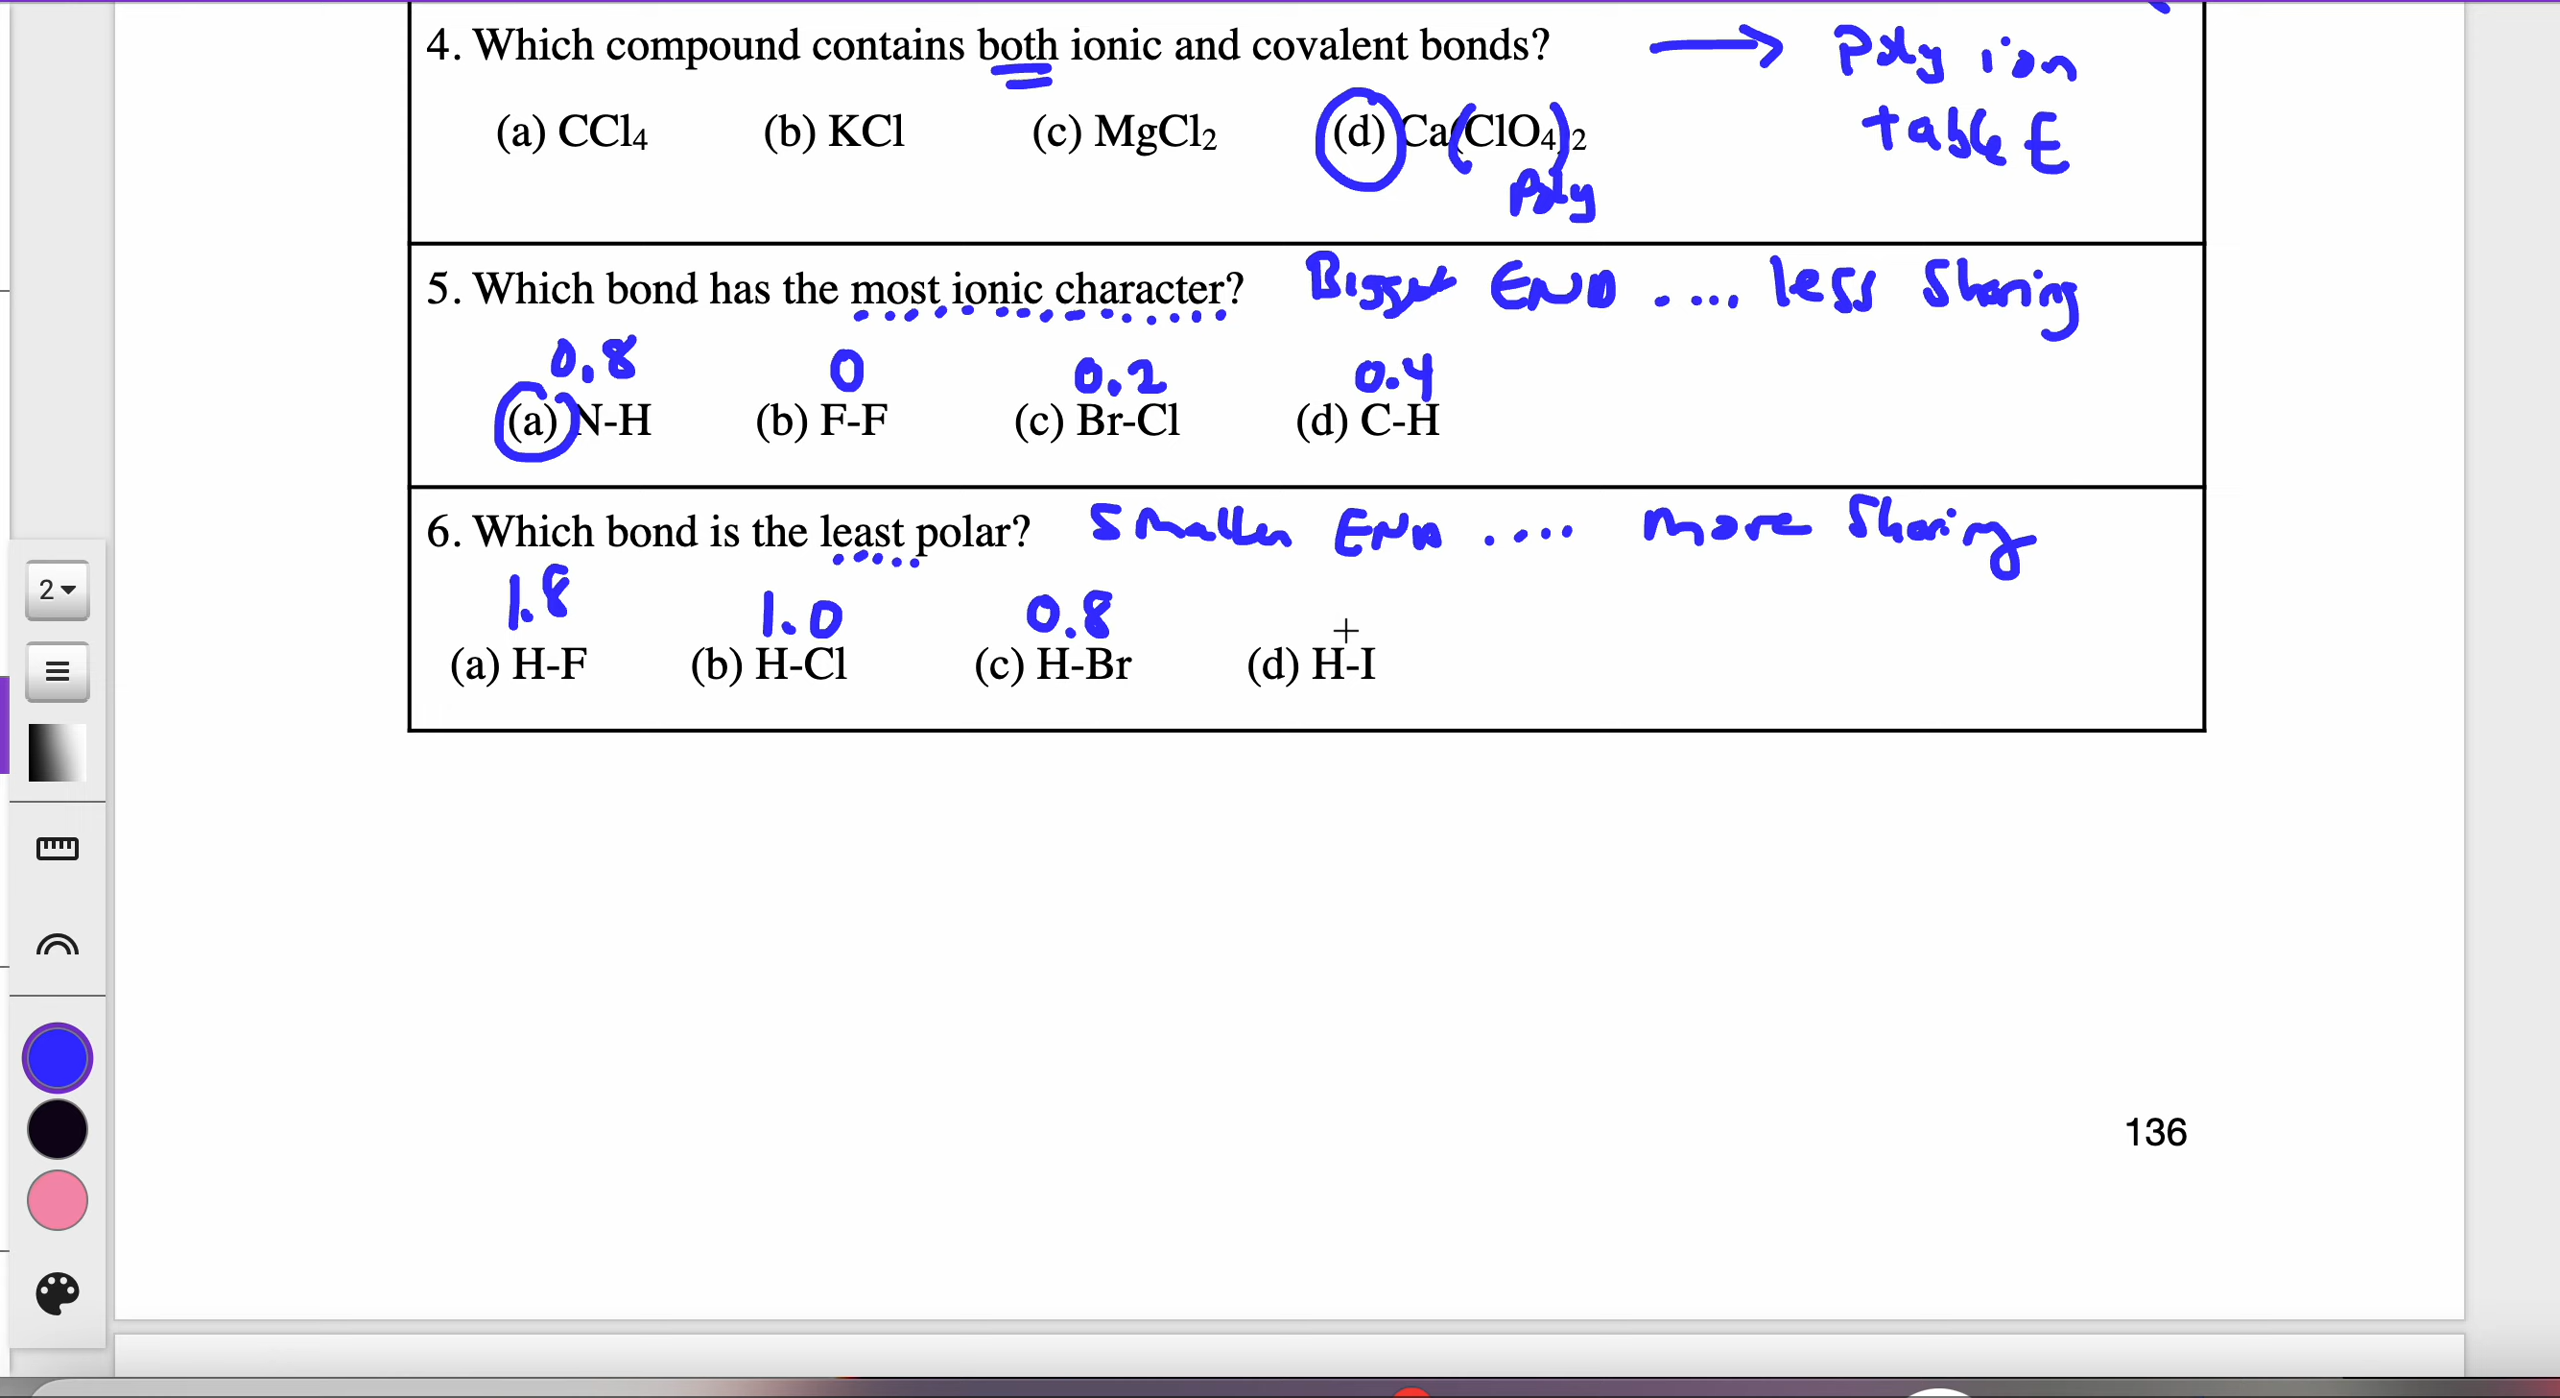 4. Which compound contains both ionic and covalent bonds? → Poly ion
(a) CCl4 (b) KCl (c) MgCl2 (d) Ca(ClO4)2 table E
Poly
5. Which bond has the most ionic character? Biggest END .... less sharing
0.8 0 0.2 0.4
(a) N-H (b) F-F (c) Br-Cl (d) C-H
6. Which bond is the least polar? Smaller END .... more sharing
1.8 1.0 0.8
(a) H-F (b) H-Cl (c) H-Br (d) H-I
2
136